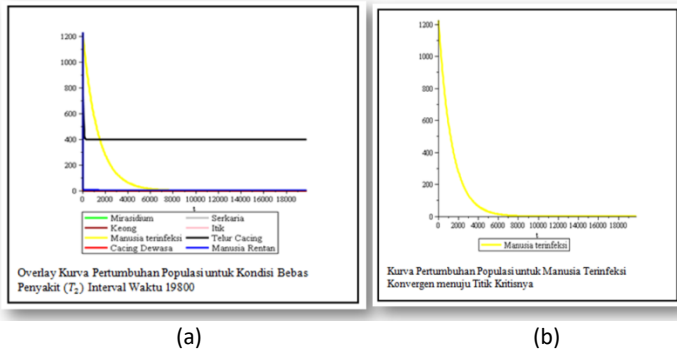 1200
1000
800
600
400
200
0
0 2000 4000 6000 8000 10000 12000 14000 16000 18000
Mirasidium Serkaria
Keong Itik
Manusia terinfeksi Telur Cacing
Cacing Dewasa Manusia Rentan
Overlay Kurva Pertumbuhan Populasi untuk Kondisi Bebas
Penyakit (T₂) Interval Waktu 19800
(a)
1200
1000
800
600
400
200
0
0 2000 4000 6000 8000 10000 12000 14000 16000 18000
Manusia terinfeksi
Kurva Pertumbuhan Populasi untuk Manusia Terinfeksi
Konvergen menuju Titik Kritisnya
(b)